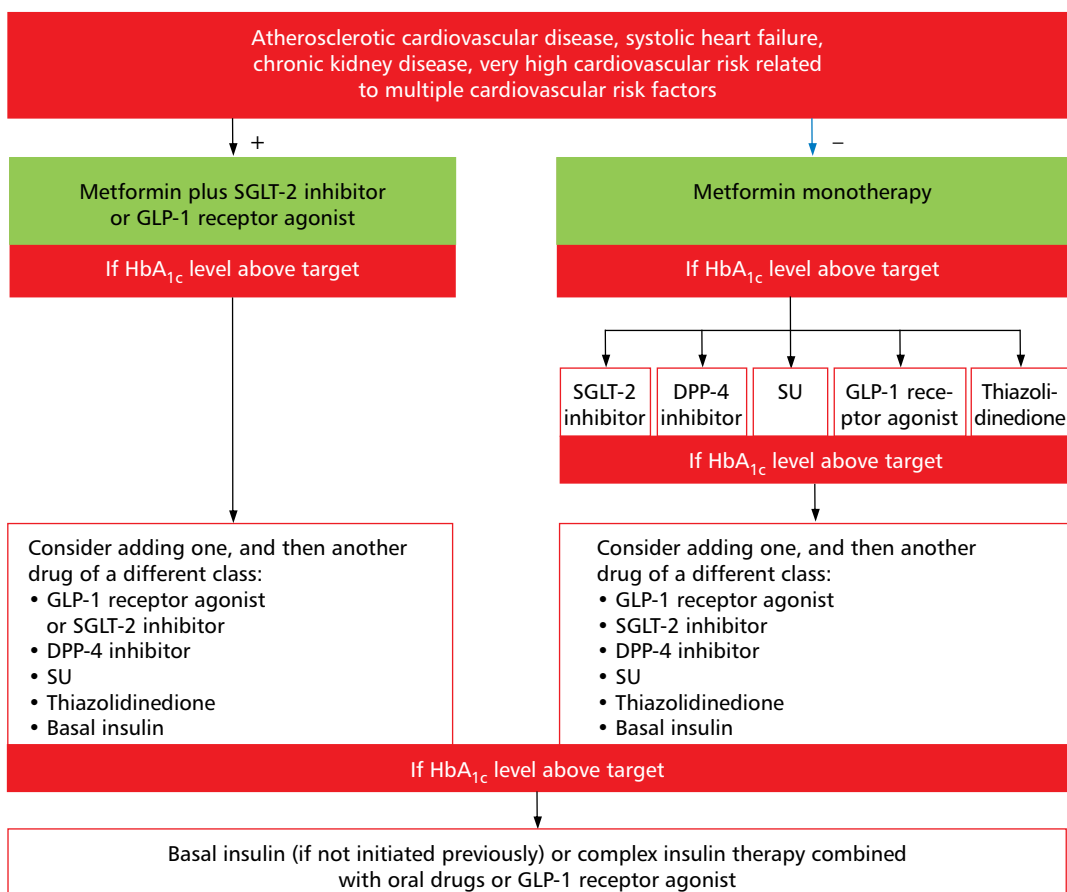 Atherosclerotic cardiovascular disease, systolic heart failure,
chronic kidney disease, very high cardiovascular risk related
to multiple cardiovascular risk factors
+
–
Metformin plus SGLT-2 inhibitor
or GLP-1 receptor agonist
If HbA1c level above target
Metformin monotherapy
If HbA1c level above target
SGLT-2
inhibitor
DPP-4
inhibitor
SU
GLP-1 rece-
ptor agonist
Thiazoli-
dinedione
If HbA1c level above target
Consider adding one, and then another
drug of a different class:
• GLP-1 receptor agonist
or SGLT-2 inhibitor
• DPP-4 inhibitor
• SU
• Thiazolidinedione
• Basal insulin
Consider adding one, and then another
drug of a different class:
• GLP-1 receptor agonist
• SGLT-2 inhibitor
• DPP-4 inhibitor
• SU
• Thiazolidinedione
• Basal insulin
If HbA1c level above target
Basal insulin (if not initiated previously) or complex insulin therapy combined
with oral drugs or GLP-1 receptor agonist